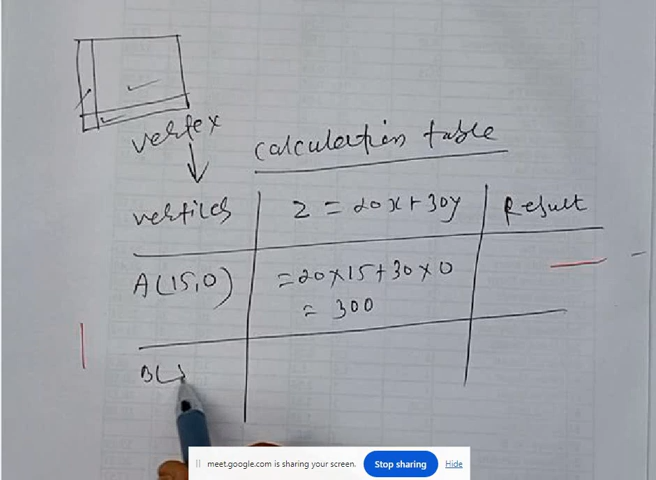 vertex
calculation table
vertices
Z = 20x + 30y
Result
A(15,0)
= 20×15 + 30×0
= 300
B(
meet.google.com is sharing your screen.
Stop sharing
Hide